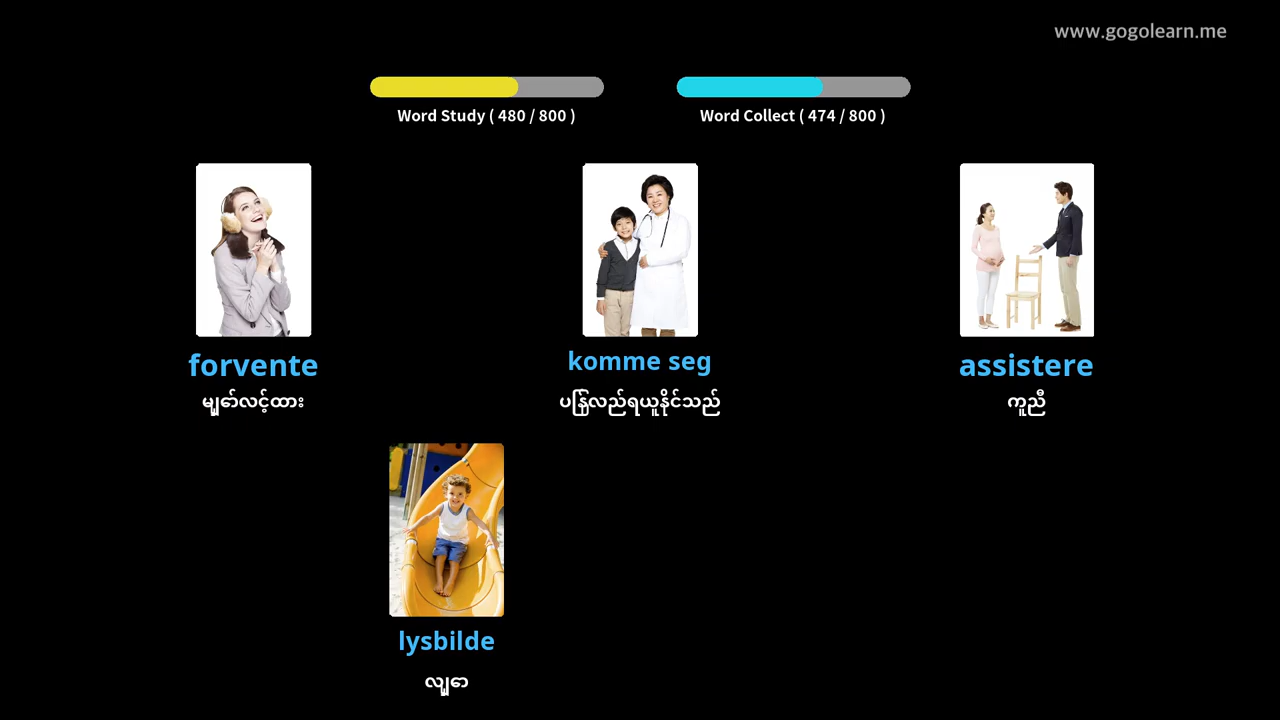 www.gogolearn.me
Word Study ( 480 / 800 )
Word Collect ( 474 / 800 )
forvente
komme seg
assistere
မျှော်လင့်ထား
ပြန်လည်ရယူနိုင်သည်
ကူညီ
lysbilde
လျှော